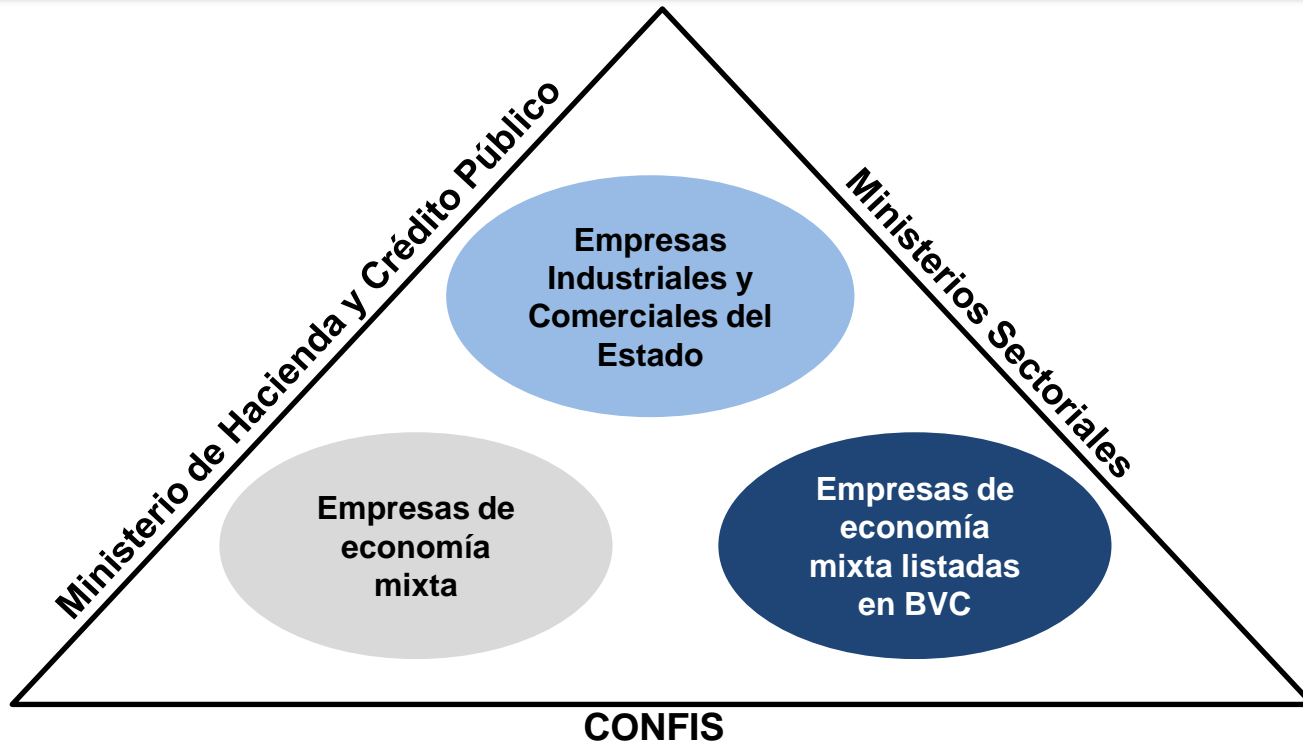 Ministerio de Hacienda y Crédito Público
Ministerios Sectoriales
Empresas
Industriales y
Comerciales del
Estado
Empresas de
economía
mixta
Empresas de
economía
mixta listadas
en BVC
CONFIS